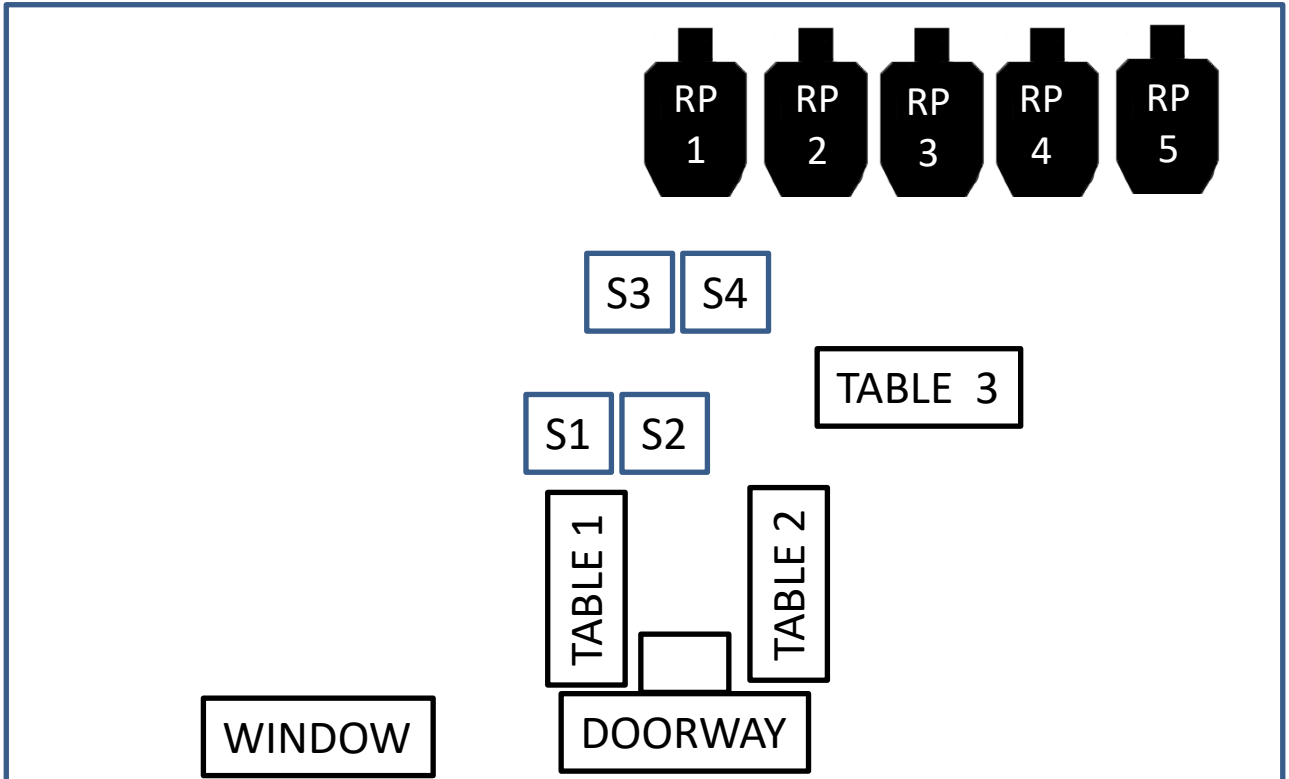 RP RP RP RP RP
1 2 3 4 5
S3 S4
TABLE 3
S1 S2
TABLE 1
TABLE 2
WINDOW
DOORWAY